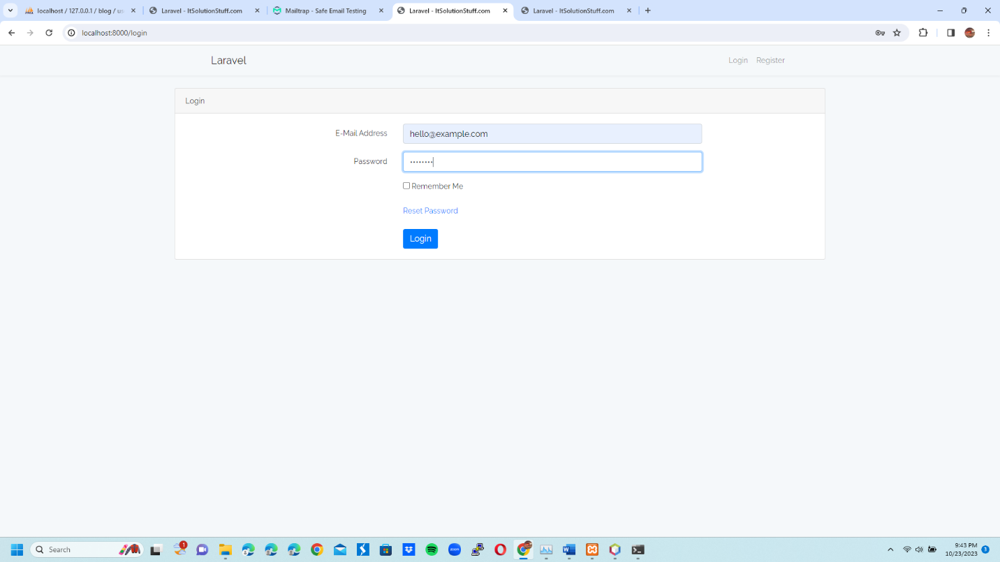 localhost / 127.0.0.1 / blog / us
Laravel - ItSolutionStuff.com
Mailtrap - Safe Email Testing
Laravel - ItSolutionStuff.com
Laravel - ItSolutionStuff.com
localhost:8000/login
Laravel
Login
Register
Login
E-Mail Address
hello@example.com
Password
••••••••
Remember Me
Reset Password
Login
Search
1
zoom
W
9:43 PM
10/23/2023
3